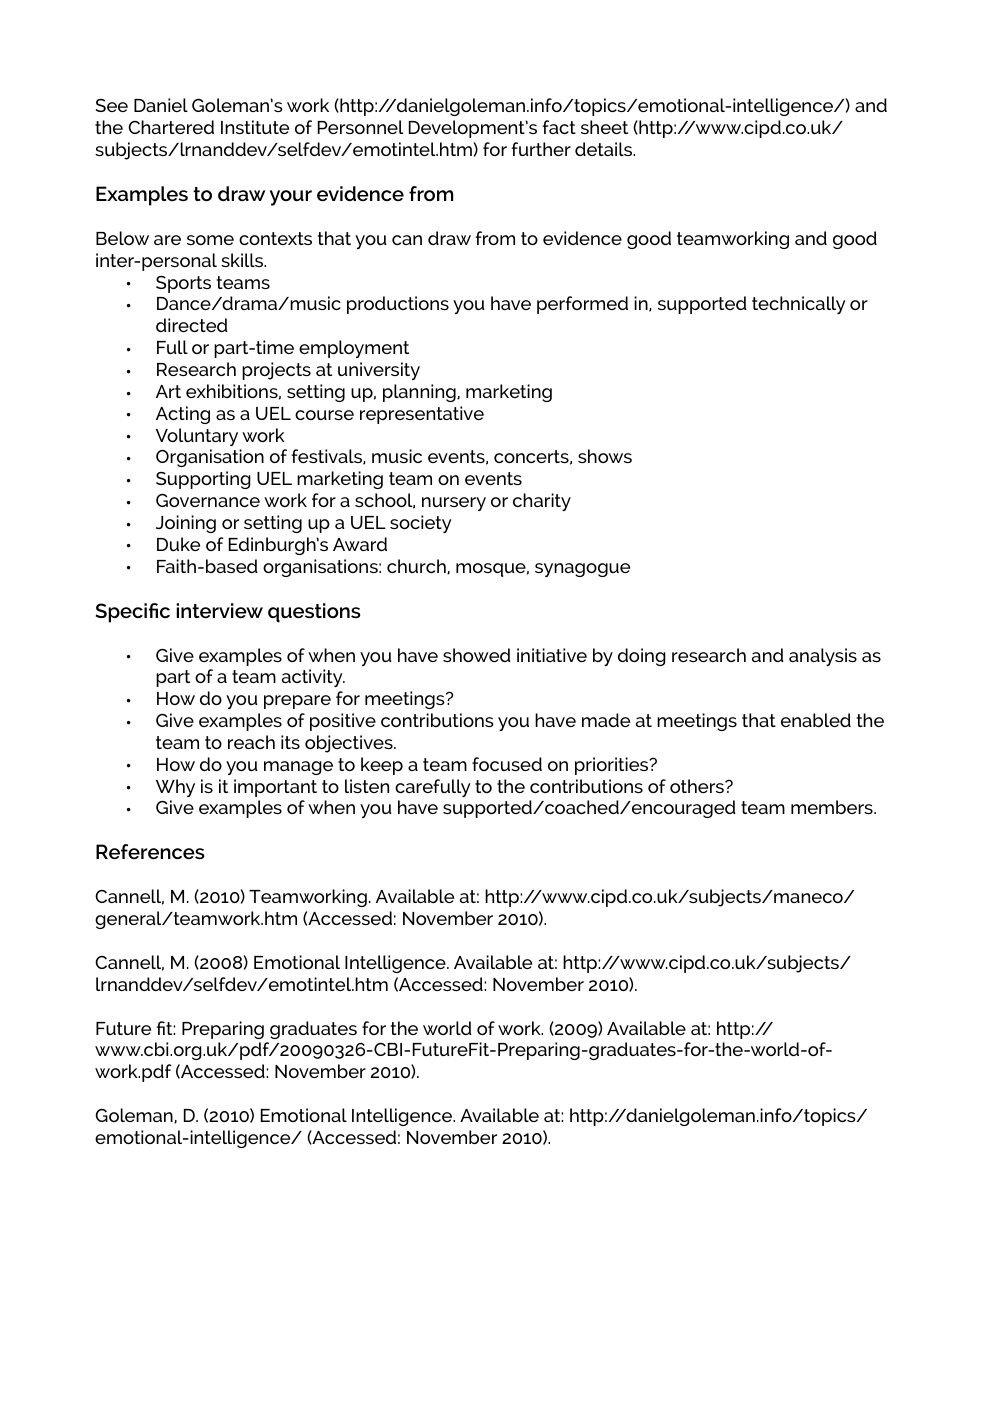 See Daniel Goleman's work (http://danielgoleman.info/topics/emotional-intelligence/) and
the Chartered Institute of Personnel Development's fact sheet (http://www.cipd.co.uk/
subjects/lrnanddev/selfdev/emotintel.htm) for further details.
Examples to draw your evidence from
Below are some contexts that you can draw from to evidence good teamworking and good
inter-personal skills.
• Sports teams
• Dance/drama/music productions you have performed in, supported technically or
directed
• Full or part-time employment
• Research projects at university
• Art exhibitions, setting up, planning, marketing
• Acting as a UEL course representative
• Voluntary work
• Organisation of festivals, music events, concerts, shows
• Supporting UEL marketing team on events
• Governance work for a school, nursery or charity
• Joining or setting up a UEL society
• Duke of Edinburgh's Award
• Faith-based organisations: church, mosque, synagogue
Specific interview questions
• Give examples of when you have showed initiative by doing research and analysis as
part of a team activity.
• How do you prepare for meetings?
• Give examples of positive contributions you have made at meetings that enabled the
team to reach its objectives.
• How do you manage to keep a team focused on priorities?
• Why is it important to listen carefully to the contributions of others?
• Give examples of when you have supported/coached/encouraged team members.
References
Cannell, M. (2010) Teamworking. Available at: http://www.cipd.co.uk/subjects/maneco/
general/teamwork.htm (Accessed: November 2010).
Cannell, M. (2008) Emotional Intelligence. Available at: http://www.cipd.co.uk/subjects/
lrnanddev/selfdev/emotintel.htm (Accessed: November 2010).
Future fit: Preparing graduates for the world of work. (2009) Available at: http://
www.cbi.org.uk/pdf/20090326-CBI-FutureFit-Preparing-graduates-for-the-world-of-
work.pdf (Accessed: November 2010).
Goleman, D. (2010) Emotional Intelligence. Available at: http://danielgoleman.info/topics/
emotional-intelligence/ (Accessed: November 2010).